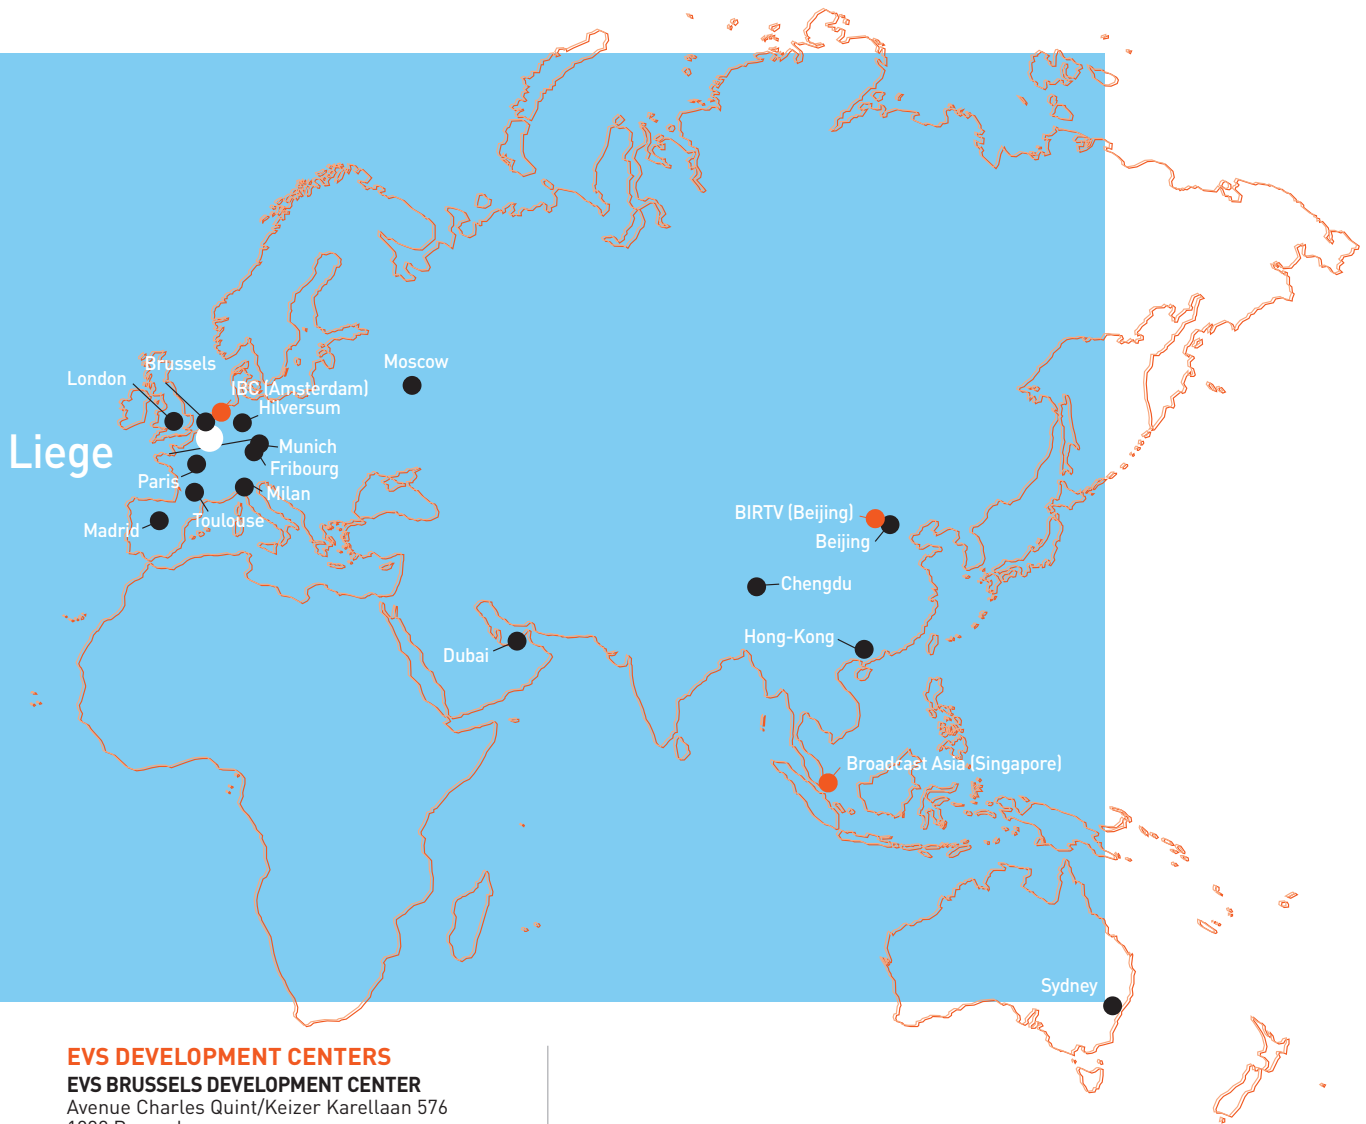 Moscow
Brussels
London
IBC (Amsterdam)
Hilversum
Liege
Munich
Fribourg
Paris
Milan
Toulouse
Madrid
BIRTV (Beijing)
Beijing
Chengdu
Hong-Kong
Dubai
Broadcast Asia (Singapore)
Sydney
EVS DEVELOPMENT CENTERS
EVS BRUSSELS DEVELOPMENT CENTER
Avenue Charles Quint/Keizer Karellaan 576